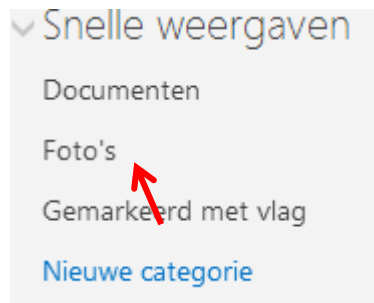 Snelle weergaven
Documenten
Foto's
Gemarkeerd met vlag
Nieuwe categorie